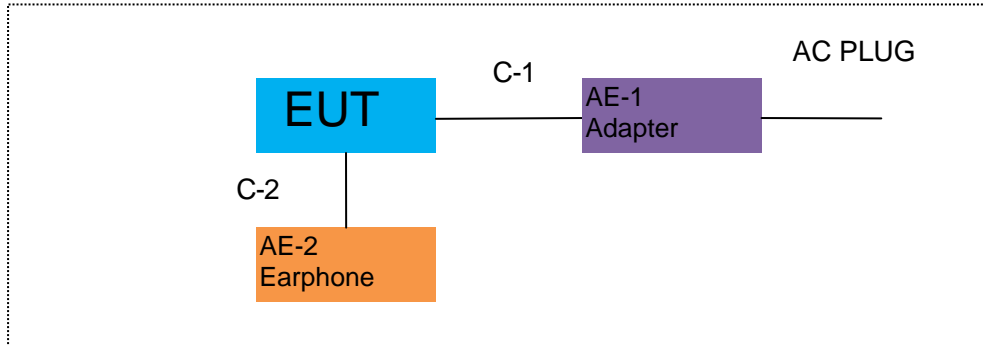 AC PLUG
C-1
EUT
AE-1
Adapter
C-2
AE-2
Earphone